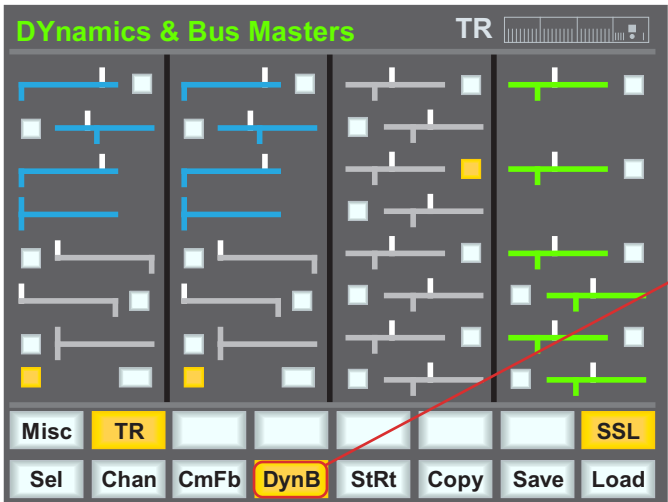 DYnamics & Bus Masters TR
Misc TR SSL
Sel Chan CmFb DynB StRt Copy Save Load